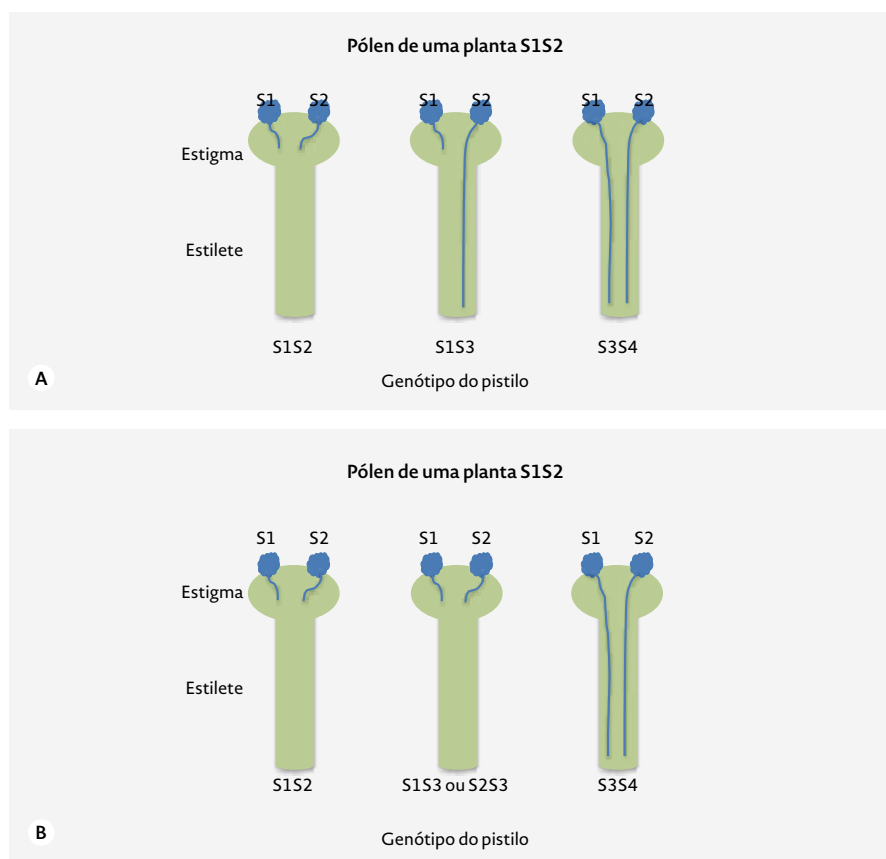 Pólen de uma planta S1S2
S1 S2 S1 S2 S1 S2
Estigma
Estilete
S1S2 S1S3 S3S4
A
Genótipo do pistilo
Pólen de uma planta S1S2
S1 S2 S1 S2 S1 S2
Estigma
Estilete
S1S2 S1S3 ou S2S3 S3S4
B
Genótipo do pistilo